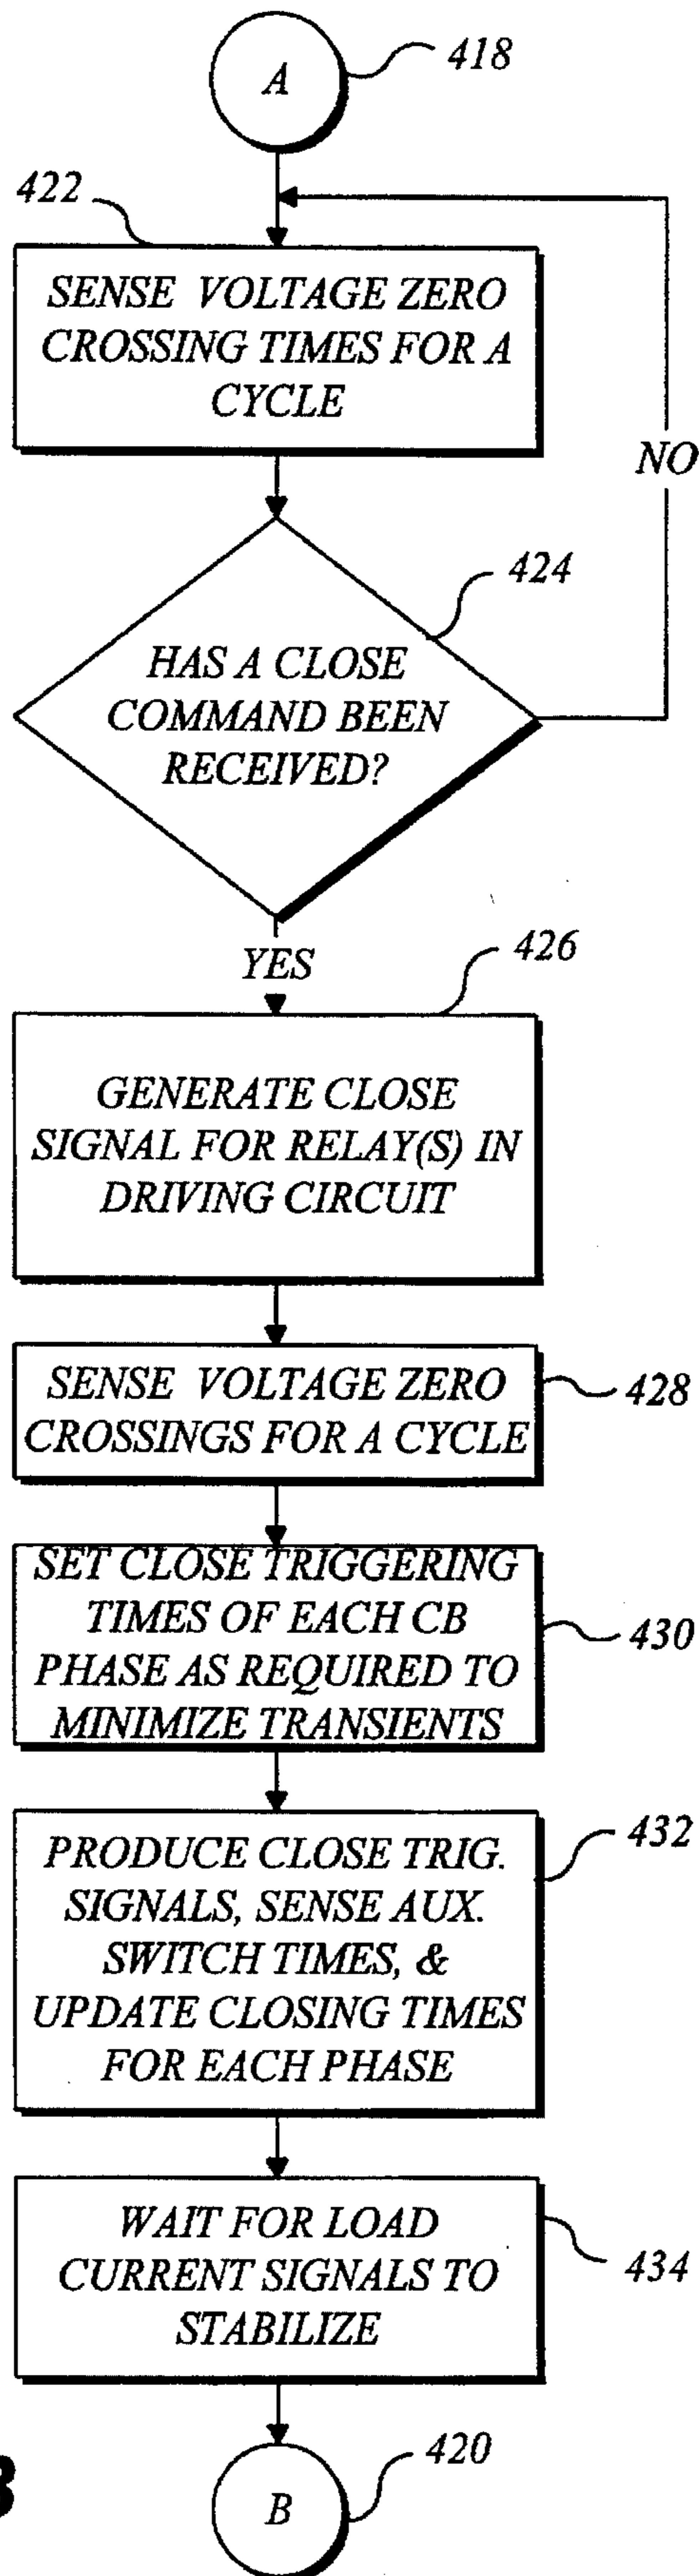 A
418
422
SENSE VOLTAGE ZERO
CROSSING TIMES FOR A
CYCLE
NO
424
HAS A CLOSE
COMMAND BEEN
RECEIVED?
YES
426
GENERATE CLOSE
SIGNAL FOR RELAY(S) IN
DRIVING CIRCUIT
SENSE VOLTAGE ZERO
CROSSINGS FOR A CYCLE
428
SET CLOSE TRIGGERING
TIMES OF EACH CB
PHASE AS REQUIRED TO
MINIMIZE TRANSIENTS
430
PRODUCE CLOSE TRIG.
SIGNALS, SENSE AUX.
SWITCH TIMES, &
UPDATE CLOSING TIMES
FOR EACH PHASE
432
WAIT FOR LOAD
CURRENT SIGNALS TO
STABILIZE
434
B
420